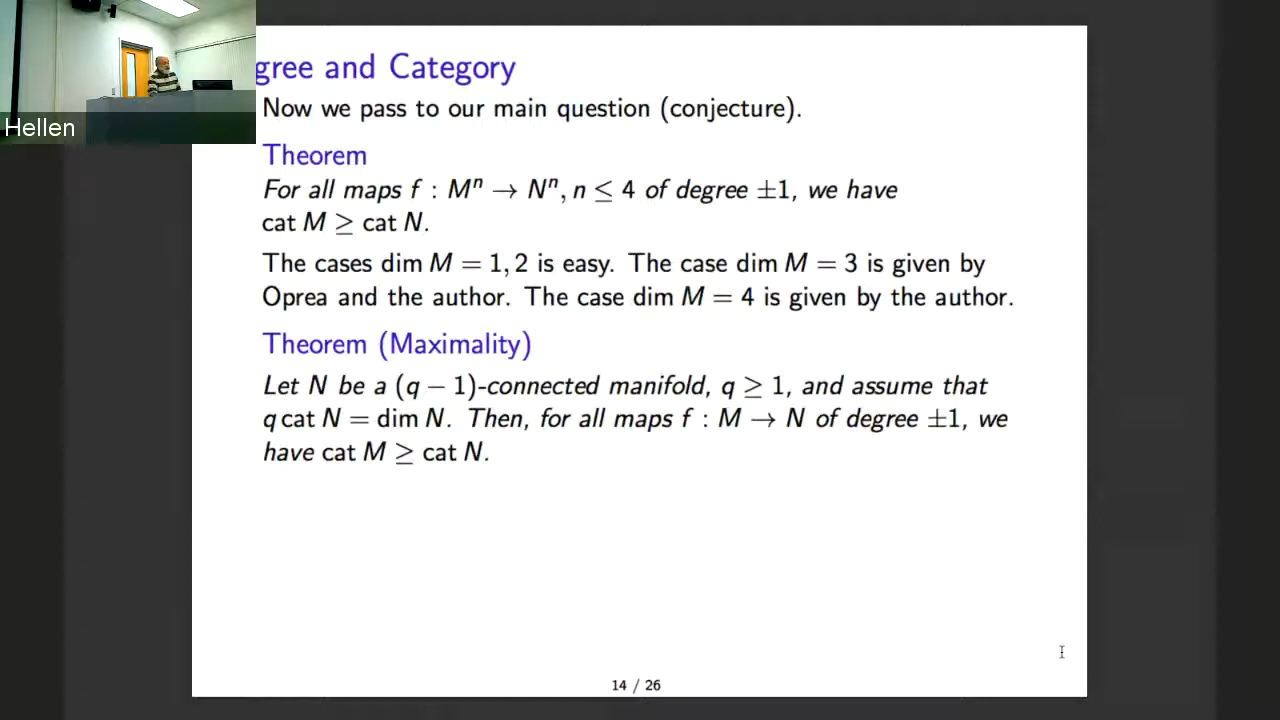 gree and Category
Now we pass to our main question (conjecture).
Hellen
Theorem
For all maps f : Mⁿ → Nⁿ, n ≤ 4 of degree ±1, we have
cat M ≥ cat N.
The cases dim M = 1, 2 is easy. The case dim M = 3 is given by
Oprea and the author. The case dim M = 4 is given by the author.
Theorem (Maximality)
Let N be a (q − 1)-connected manifold, q ≥ 1, and assume that
q cat N = dim N. Then, for all maps f : M → N of degree ±1, we
have cat M ≥ cat N.
14 / 26